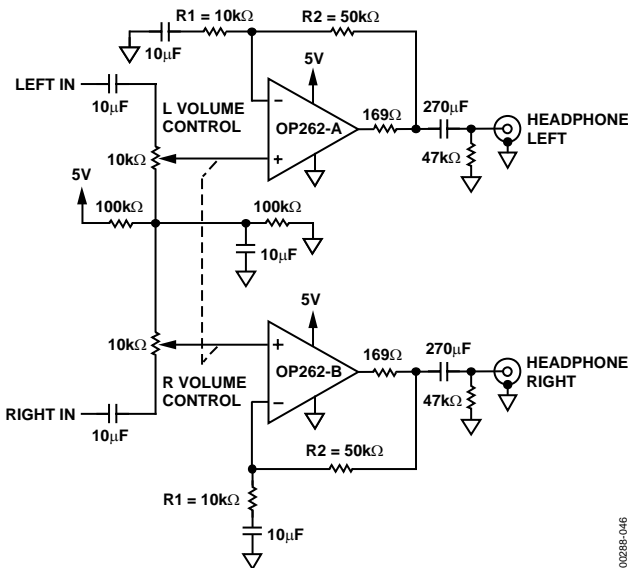 R1 = 10kΩ
R2 = 50kΩ
10μF
5V
LEFT IN
10μF
L VOLUME
CONTROL
−
OP262-A
+
169Ω
270μF
HEADPHONE
LEFT
47kΩ
10kΩ
5V
100kΩ
100kΩ
10μF
5V
10kΩ
+
OP262-B
−
169Ω
270μF
HEADPHONE
RIGHT
47kΩ
R VOLUME
CONTROL
RIGHT IN
10μF
R2 = 50kΩ
R1 = 10kΩ
10μF
00288-046